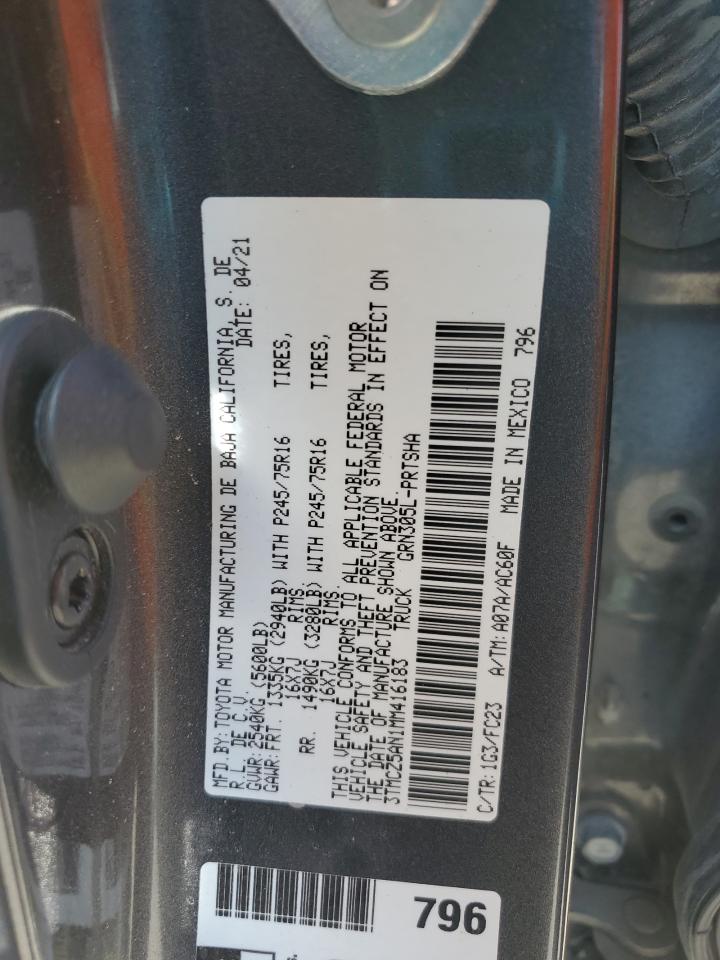 MFD.BY:TOYOTA MOTOR MANUFACTURING DE BAJA CALIFORNIA, S. DE
R.L. DE C.V. DATE: 04/21
GVWR:2540KG (5600LB)
GAWR:FRT. 1335KG (2940LB) WITH P245/75R16 TIRES,
16X7J RIMS.
RR. 1490KG (3280LB) WITH P245/75R16 TIRES,
16X7J RIMS.
THIS VEHICLE CONFORMS TO ALL APPLICABLE FEDERAL MOTOR
VEHICLE SAFETY AND THEFT PREVENTION STANDARDS IN EFFECT ON
THE DATE OF MANUFACTURE SHOWN ABOVE.
3TMCZ5AN1MM416183 TRUCK GRN305L-PRTSHA
C/TR:1G3/FC23 A/TM:A07A/AC60F MADE IN MEXICO 796
796